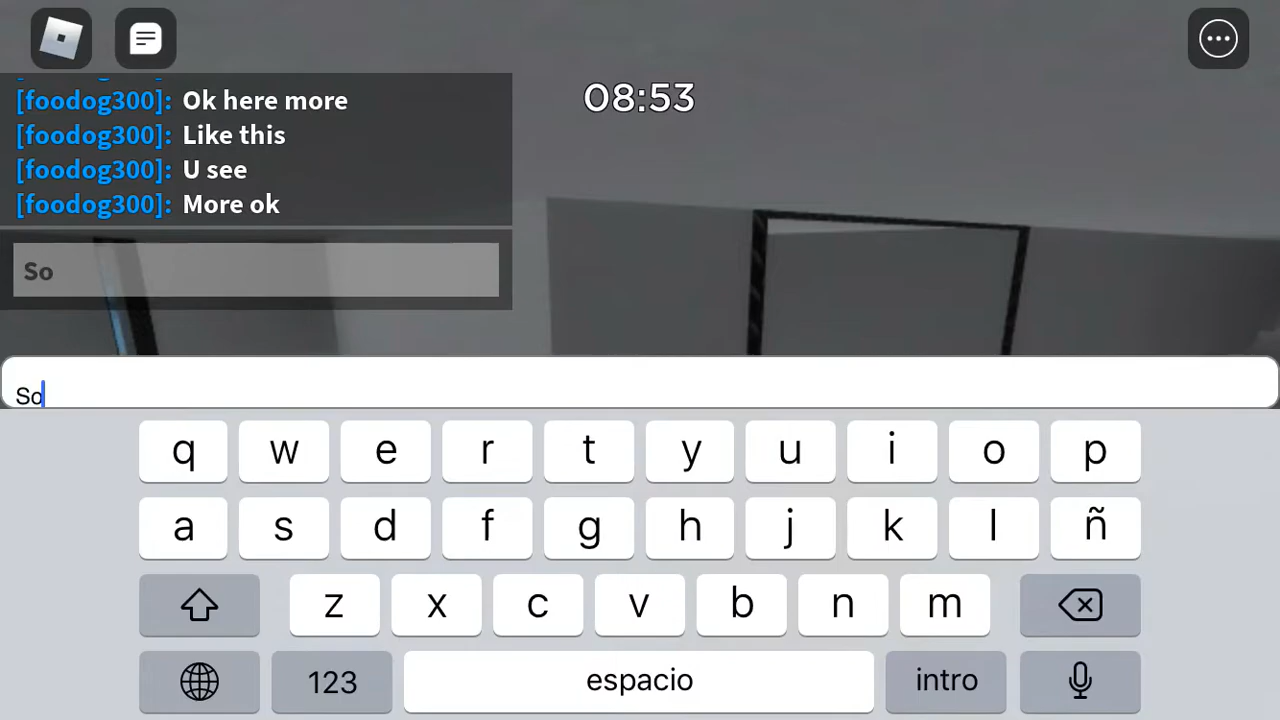 [foodog300]: Ok here more
08:53
[foodog300]: Like this
[foodog300]: U see
[foodog300]: More ok
So
So
q w e r t y u i o p
a s d f g h j k l ñ
z x c v b n m
123 espacio intro